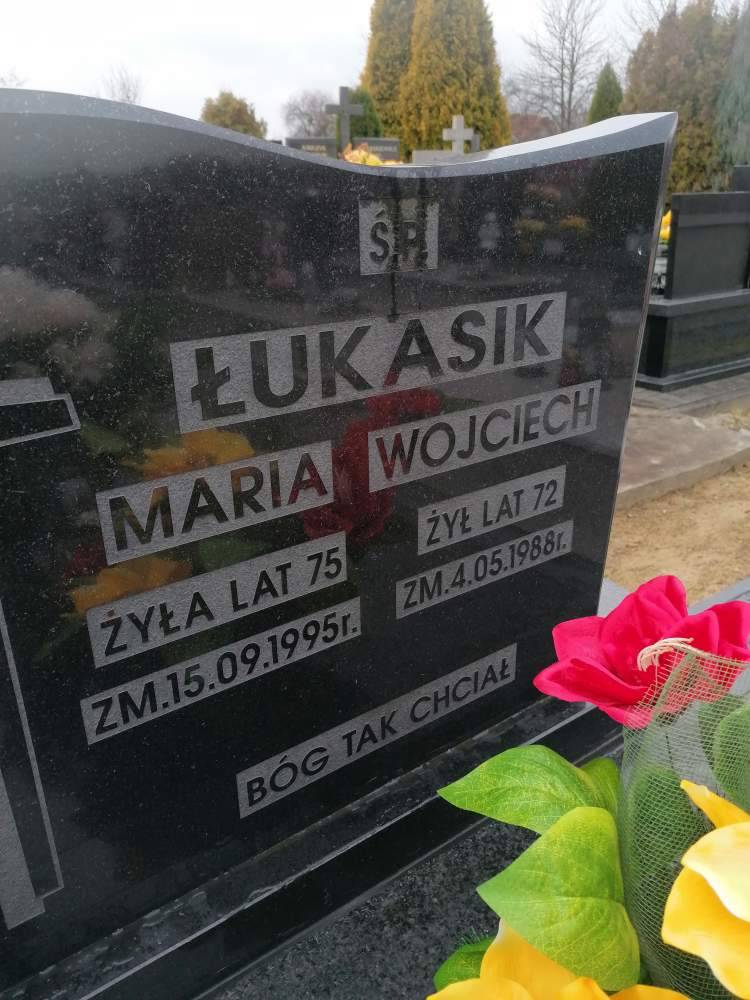 Ś.P.
ŁUKASIK
MARIA WOJCIECH
ŻYŁA LAT 75 ŻYŁ LAT 72
ZM.15.09.1995r. ZM.4.05.1988r.
BÓG TAK CHCIAŁ